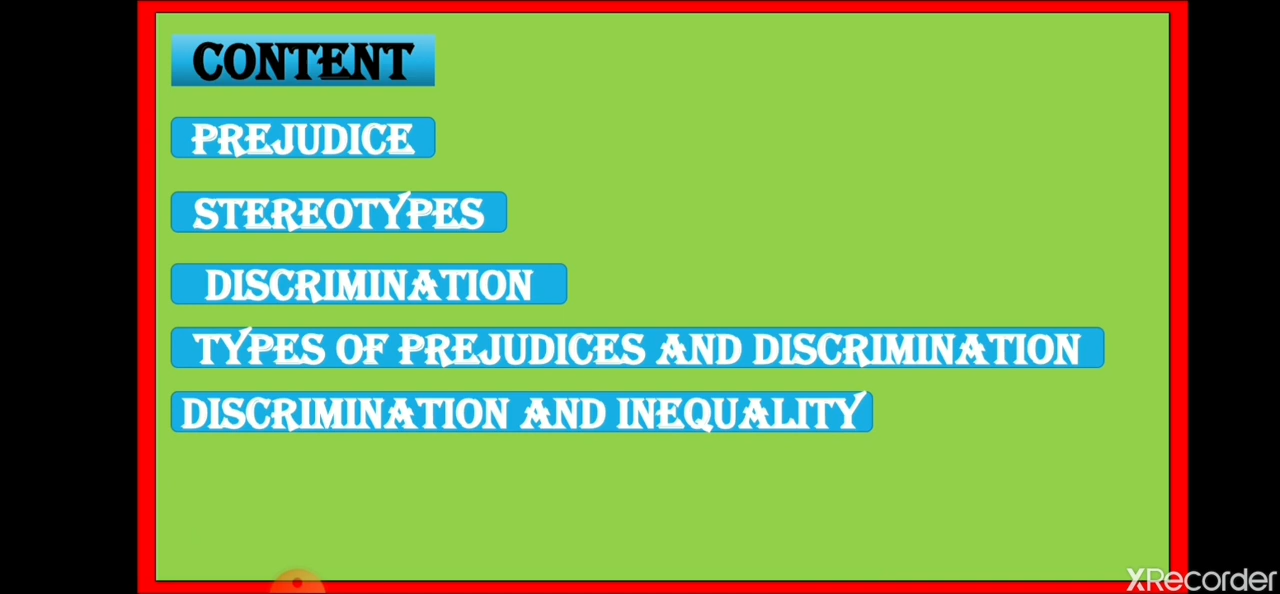 CONTENT
PREJUDICE
STEREOTYPES
DISCRIMINATION
TYPES OF PREJUDICES AND DISCRIMINATION
DISCRIMINATION AND INEQUALITY
XRecorder